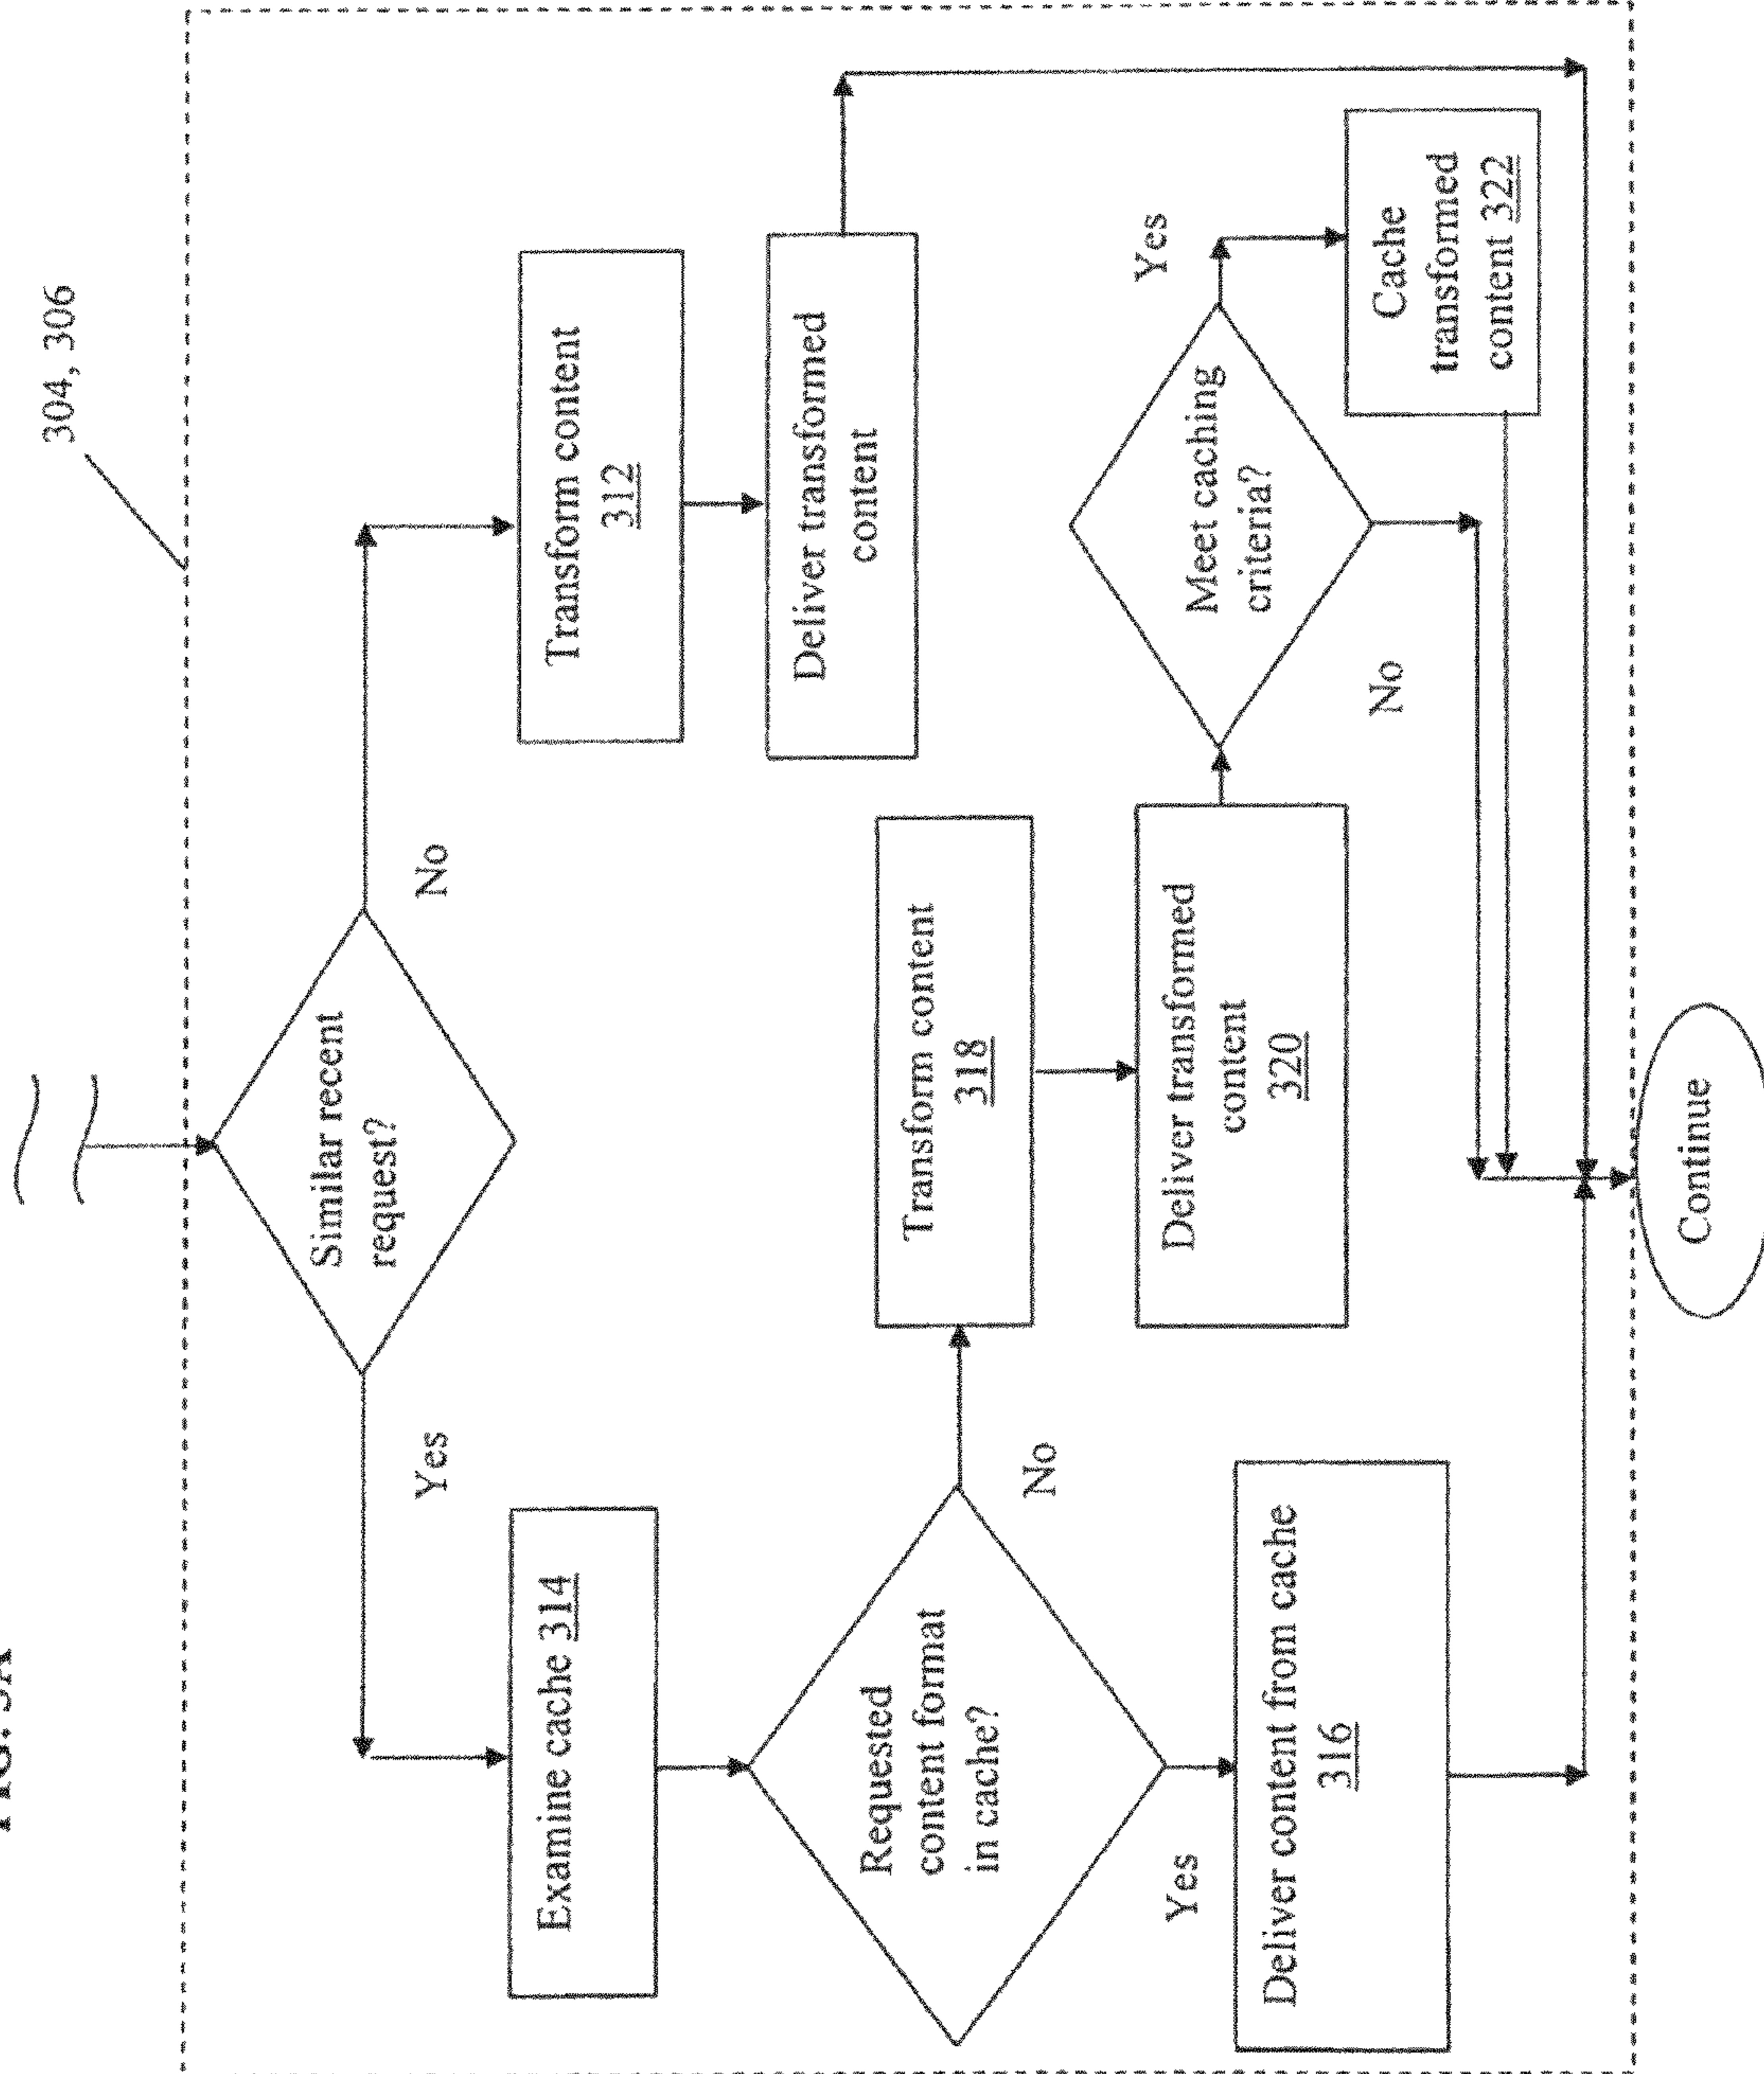 FIG.
304, 306
Similar recent
request?
Yes
No
Examine cache 314
Transform content
312
Deliver transformed
content
Requested
content format
in cache?
No
Yes
Transform content
318
Deliver transformed
content
320
Meet caching
criteria?
Yes
No
Deliver content from cache
316
Cache
transformed
content 322
Continue